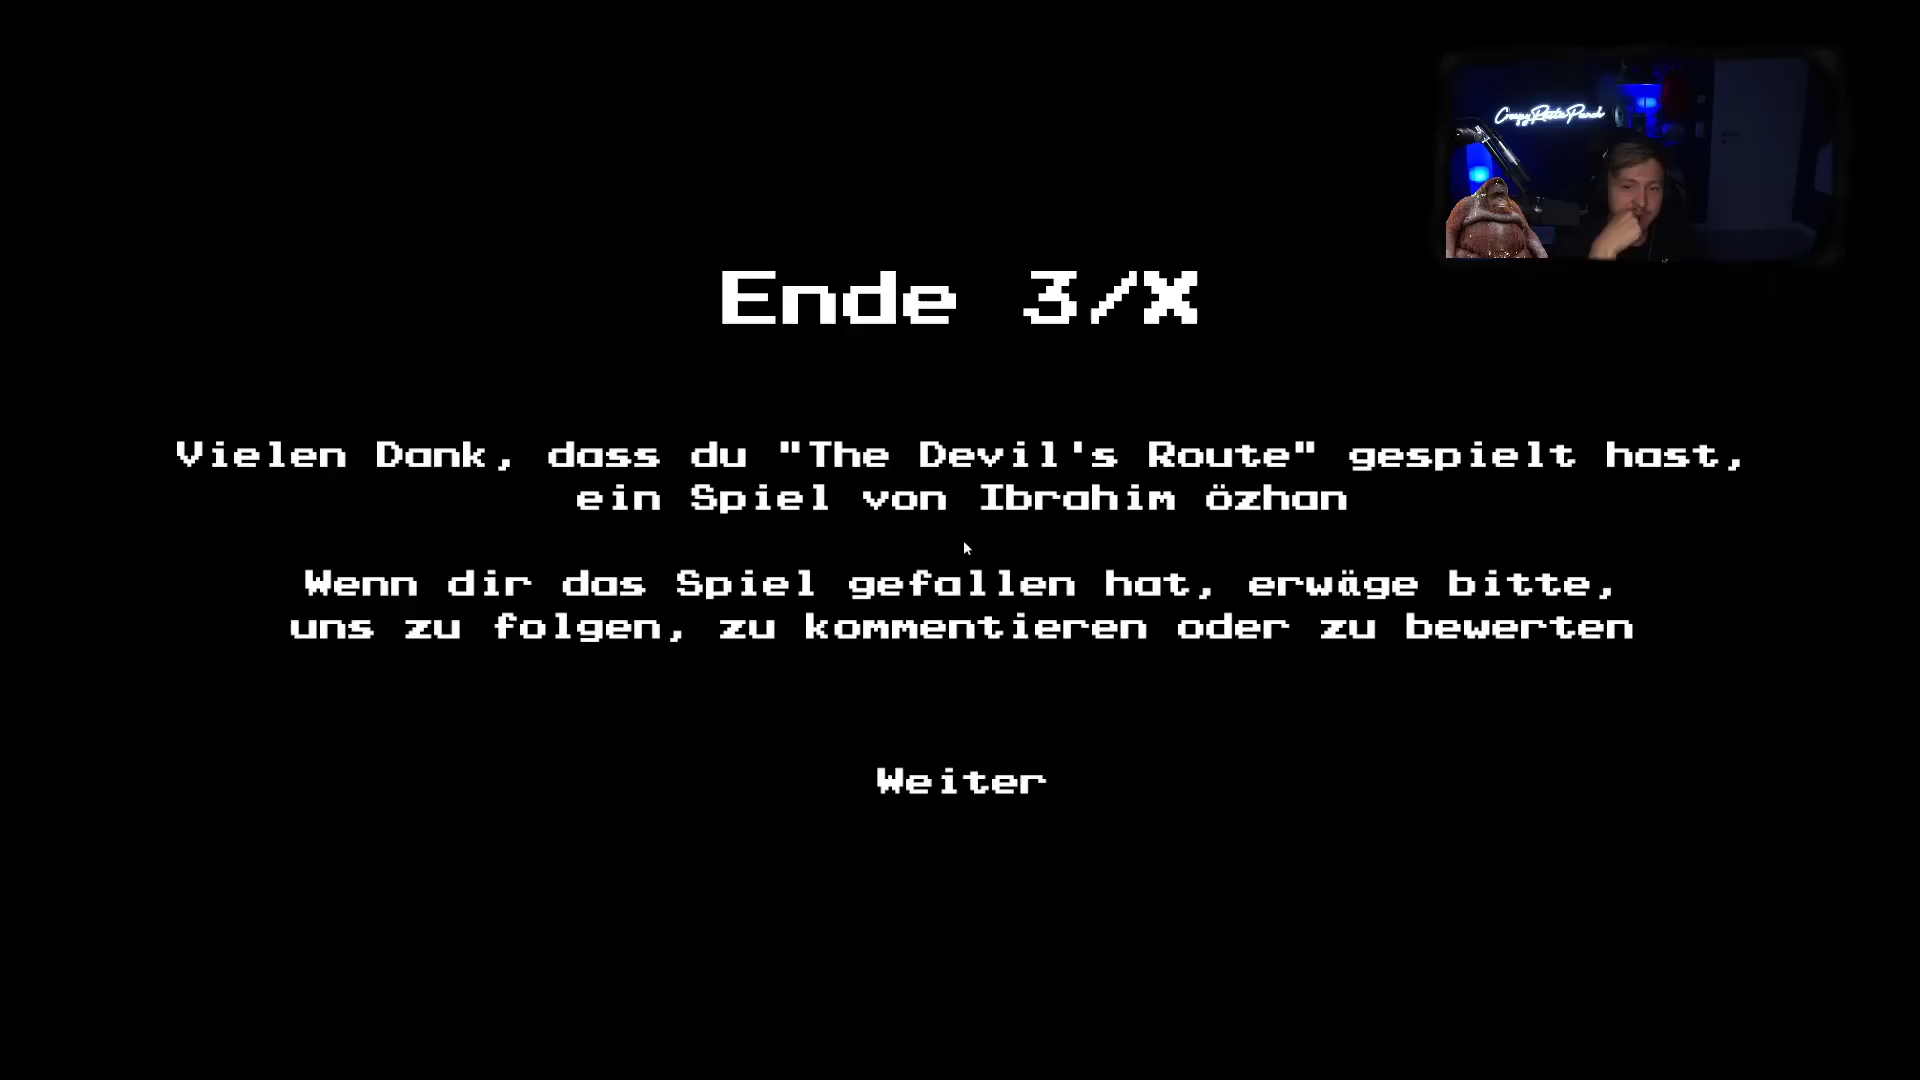 CreepyPastaPunch
Ende 3/X
Vielen Dank, dass du "The Devil's Route" gespielt hast,
ein Spiel von Ibrahim özhan
Wenn dir das Spiel gefallen hat, erwäge bitte,
uns zu folgen, zu kommentieren oder zu bewerten
Weiter